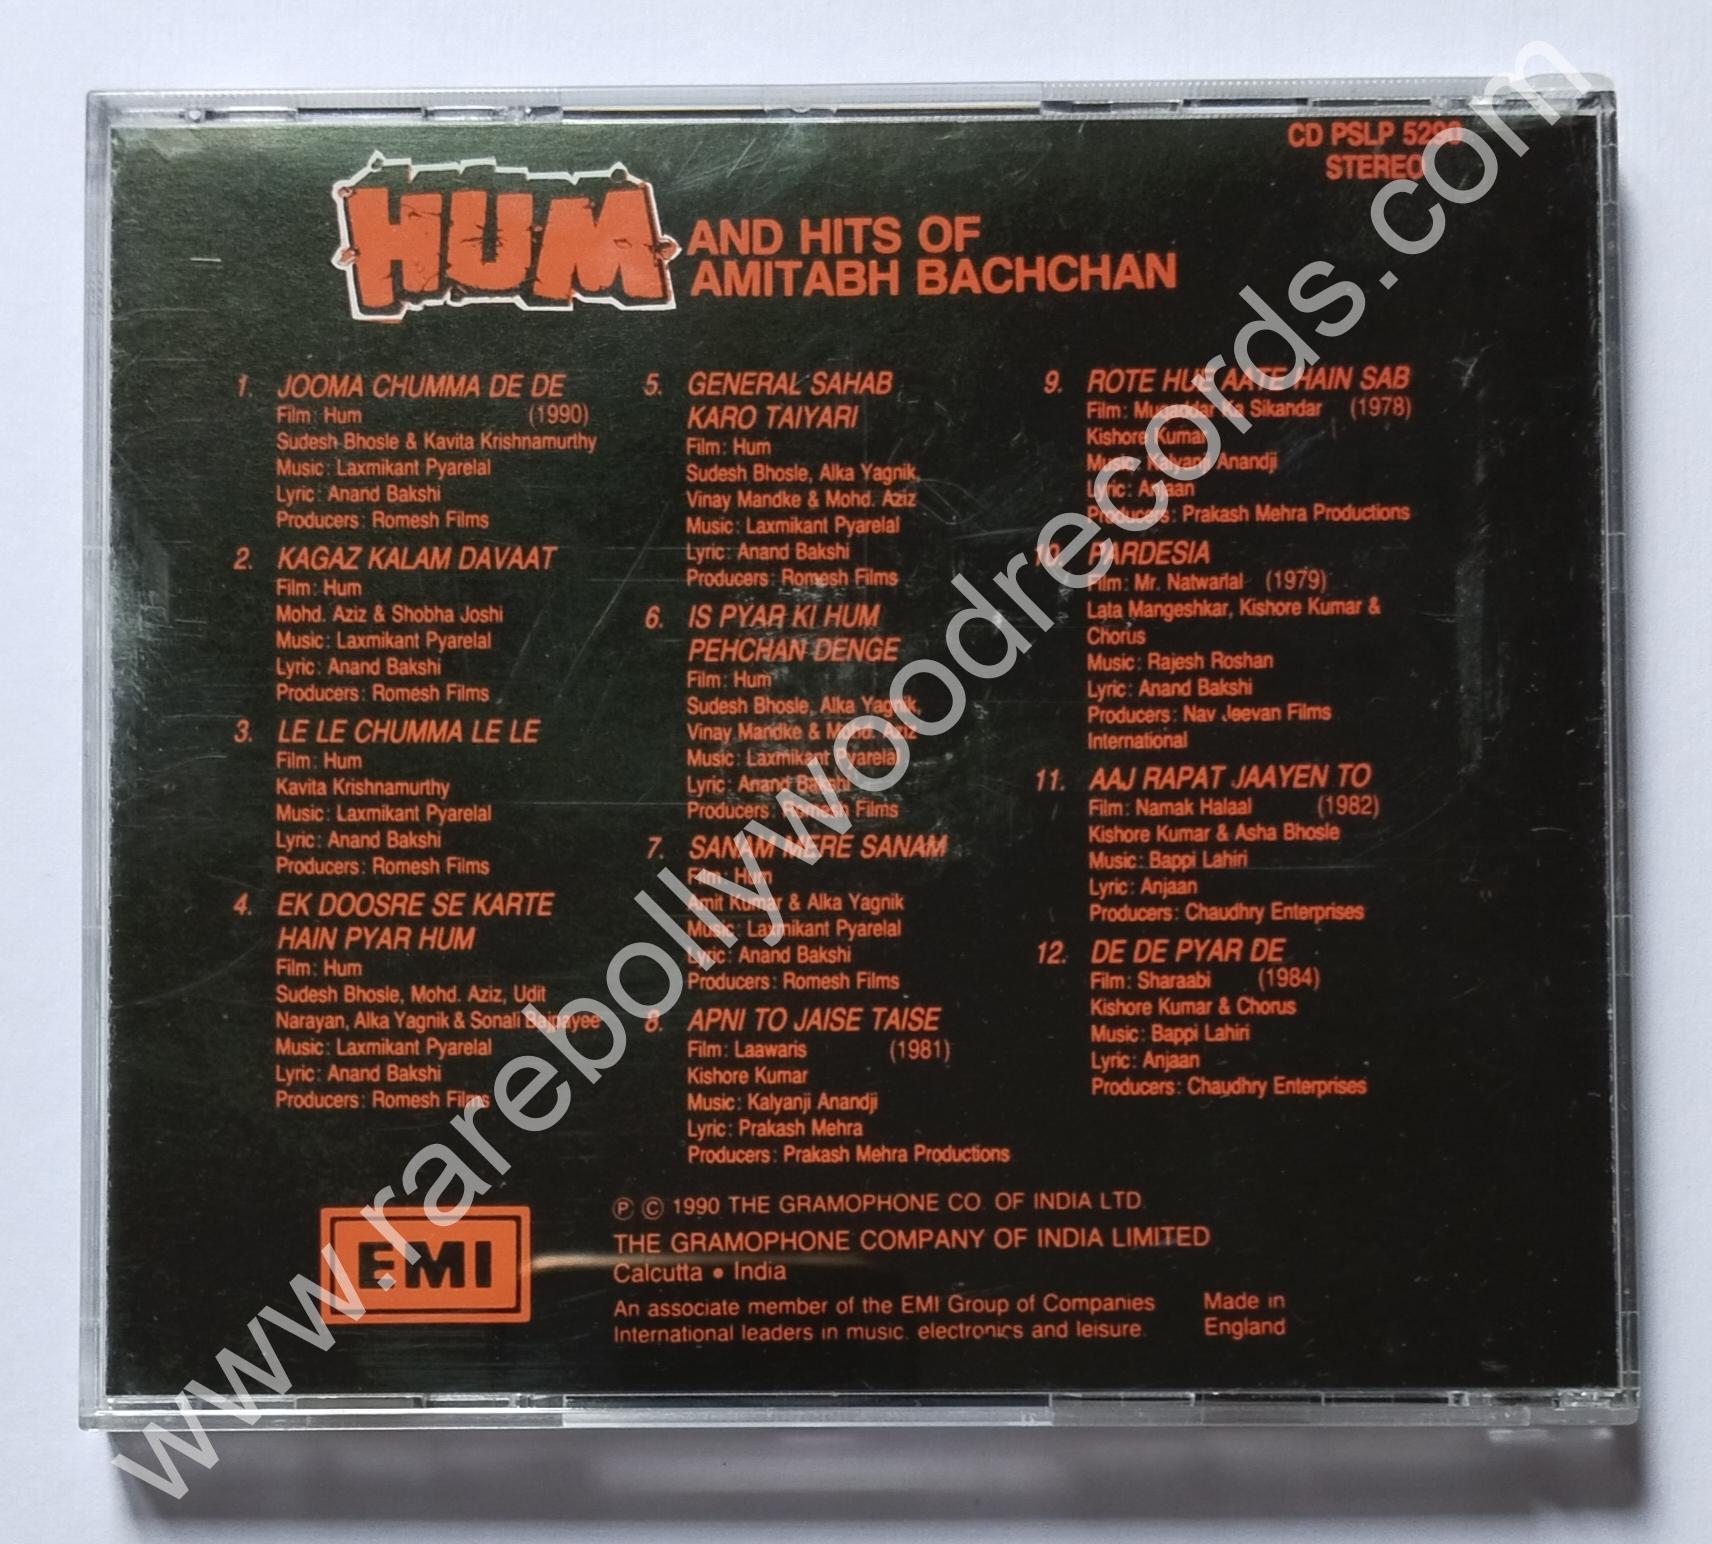 CD PSLP 5290
STEREO
HUM
AND HITS OF
AMITABH BACHCHAN
1. JOOMA CHUMMA DE DE
Film: Hum (1990)
Sudesh Bhosle & Kavita Krishnamurthy
Music: Laxmikant Pyarelal
Lyric: Anand Bakshi
Producers: Romesh Films
2. KAGAZ KALAM DAVAAT
Film: Hum
Mohd. Aziz & Shobha Joshi
Music: Laxmikant Pyarelal
Lyric: Anand Bakshi
Producers: Romesh Films
3. LE LE CHUMMA LE LE
Film: Hum
Kavita Krishnamurthy
Music: Laxmikant Pyarelal
Lyric: Anand Bakshi
Producers: Romesh Films
4. EK DOOSRE SE KARTE
HAIN PYAR HUM
Film: Hum
Sudesh Bhosle, Mohd. Aziz, Udit
Narayan, Alka Yagnik & Sonali Bajpayee
Music: Laxmikant Pyarelal
Lyric: Anand Bakshi
Producers: Romesh Films
5. GENERAL SAHAB
KARO TAIYARI
Film: Hum
Sudesh Bhosle, Alka Yagnik,
Vinay Mandke & Mohd. Aziz
Music: Laxmikant Pyarelal
Lyric: Anand Bakshi
Producers: Romesh Films
6. IS PYAR KI HUM
PEHCHAN DENGE
Film: Hum
Sudesh Bhosle, Alka Yagnik,
Vinay Mandke & Mohd. Aziz
Music: Laxmikant Pyarelal
Lyric: Anand Bakshi
Producers: Romesh Films
7. SANAM MERE SANAM
Film: Hum
Amit Kumar & Alka Yagnik
Music: Laxmikant Pyarelal
Lyric: Anand Bakshi
Producers: Romesh Films
8. APNI TO JAISE TAISE
Film: Laawaris (1981)
Kishore Kumar
Music: Kalyanji Anandji
Lyric: Prakash Mehra
Producers: Prakash Mehra Productions
9. ROTE HUE AATE HAIN SAB
Film: Muqaddar Ka Sikandar (1978)
Kishore Kumar
Music: Kalyanji Anandji
Lyric: Anjaan
Producers: Prakash Mehra Productions
10. PARDESIA
Film: Mr. Natwarlal (1979)
Lata Mangeshkar, Kishore Kumar &
Chorus
Music: Rajesh Roshan
Lyric: Anand Bakshi
Producers: Nav Jeevan Films
International
11. AAJ RAPAT JAAYEN TO
Film: Namak Halaal (1982)
Kishore Kumar & Asha Bhosle
Music: Bappi Lahiri
Lyric: Anjaan
Producers: Chaudhry Enterprises
12. DE DE PYAR DE
Film: Sharaabi (1984)
Kishore Kumar & Chorus
Music: Bappi Lahiri
Lyric: Anjaan
Producers: Chaudhry Enterprises
EMI
℗ © 1990 THE GRAMOPHONE CO. OF INDIA LTD.
THE GRAMOPHONE COMPANY OF INDIA LIMITED
Calcutta • India
An associate member of the EMI Group of Companies
International leaders in music, electronics and leisure.
Made in
England
www.rarebollywoodrecords.com